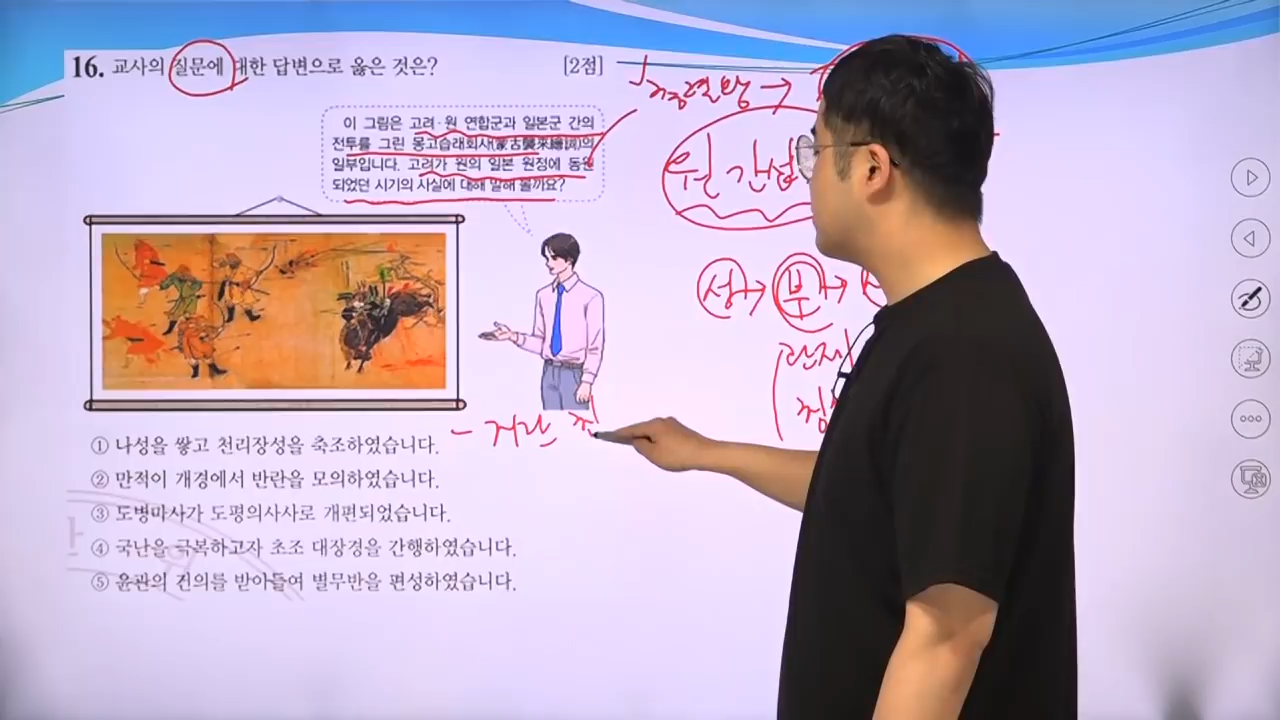 16. 교사의 질문에 대한 답변으로 옳은 것은? [2점]
이 그림은 고려·원 연합군과 일본군 간의
전투를 그린 몽고습래회사(蒙古襲來繪詞)의
일부입니다. 고려가 원의 일본 원정에 동원
되었던 시기의 사실에 대해 말해 볼까요?
충렬왕 →
원 간섭
성 → 부 →
관제
① 나성을 쌓고 천리장성을 축조하였습니다.
- 거란
② 만적이 개경에서 반란을 모의하였습니다.
③ 도병마사가 도평의사사로 개편되었습니다.
④ 국난을 극복하고자 초조 대장경을 간행하였습니다.
⑤ 윤관의 건의를 받아들여 별무반을 편성하였습니다.